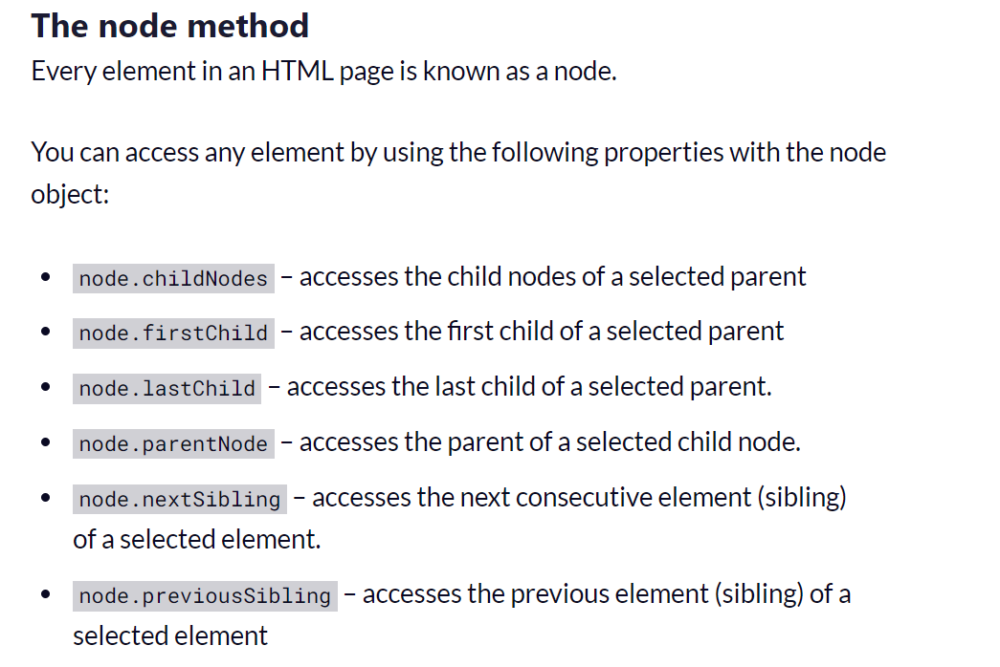 The node method
Every element in an HTML page is known as a node.
You can access any element by using the following properties with the node
object:
• node.childNodes – accesses the child nodes of a selected parent
• node.firstChild – accesses the first child of a selected parent
• node.lastChild – accesses the last child of a selected parent.
• node.parentNode – accesses the parent of a selected child node.
• node.nextSibling – accesses the next consecutive element (sibling)
of a selected element.
• node.previousSibling – accesses the previous element (sibling) of a
selected element